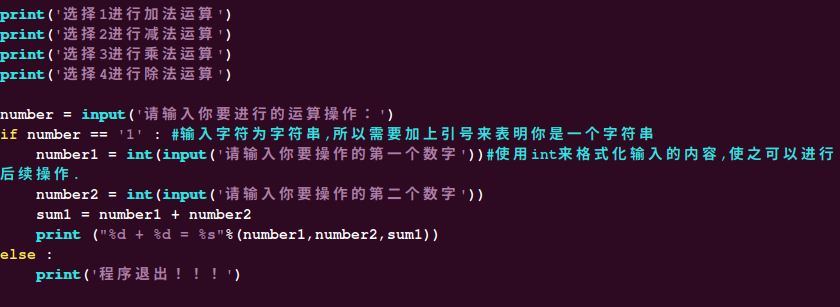 print('选择1进行加法运算')
print('选择2进行减法运算')
print('选择3进行乘法运算')
print('选择4进行除法运算')
number = input('请输入你要进行的运算操作：')
if number == '1' : #输入字符为字符串,所以需要加上引号来表明你是一个字符串
    number1 = int(input('请输入你要操作的第一个数字'))#使用int来格式化输入的内容,使之可以进行
后续操作.
    number2 = int(input('请输入你要操作的第二个数字'))
    sum1 = number1 + number2
    print ("%d + %d = %s"%(number1,number2,sum1))
else :
    print('程序退出！！！')